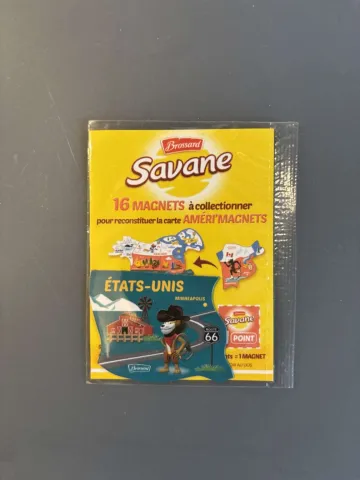 Brossard
Savane
16 MAGNETS à collectionner
pour reconstituer la carte AMÉRI'MAGNETS
ÉTATS-UNIS
MINNEAPOLIS
Savane
POINT
ROUTE
66
= 1 MAGNET
Brossard